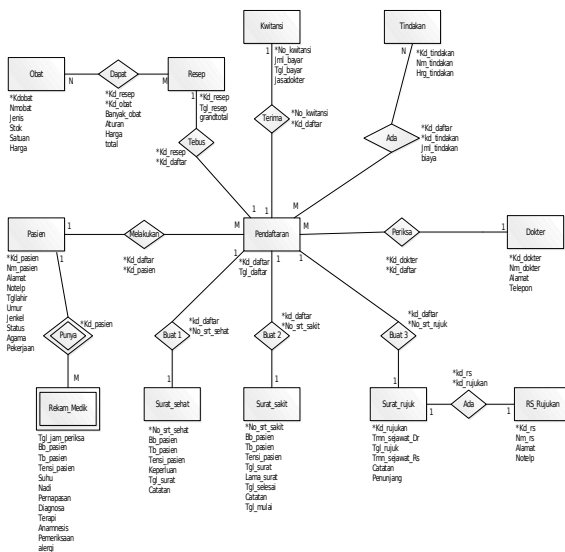 Kwitansi
1
*No_kwitansi
Jml_bayar
Tgl_bayar
Jasadokter
Tindakan
N
*Kd_tindakan
Nm_tindakan
Hrg_tindakan
Obat
N
Dapat
M
Resep
*Kdobat
Nmobat
Jenis
Stok
Satuan
Harga
*Kd_resep
*Kd_obat
Banyak_obat
Aturan
Harga
total
1
*Kd_resep
Tgl_resep
grandtotal
Tebus
*Kd_resep
*Kd_daftar
Terima
*No_kwitansi
*Kd_daftar
Ada
*Kd_daftar
*kd_tindakan
Jml_tindakan
biaya
1
1
M
Pasien
1
Melakukan
M
Pendaftaran
M
Periksa
1
Dokter
*Kd_pasien
Nm_pasien
Alamat
Notelp
Tgllahir
Umur
Jenkel
Status
Agama
Pekerjaan
*Kd_daftar
*Kd_pasien
*Kd_daftar
Tgl_daftar
*Kd_dokter
*Kd_daftar
*Kd_dokter
Nm_dokter
Alamat
Telepon
1
1
1
1
Punya
*Kd_pasien
M
Buat 1
*kd_daftar
*No_srt_sehat
1
Buat 2
*kd_daftar
*No_srt_sakit
1
Buat 3
*kd_daftar
*No_srt_rujuk
1
Rekam_Medik
Tgl_jam_periksa
Bb_pasien
Tb_pasien
Tensi_pasien
Suhu
Nadi
Pernapasan
Diagnosa
Terapi
Anamnesis
Pemeriksaan
alergi
Surat_sehat
*No_srt_sehat
Bb_pasien
Tb_pasien
Tensi_pasien
Keperluan
Tgl_surat
Catatan
Surat_sakit
*No_srt_sakit
Bb_pasien
Tb_pasien
Tensi_pasien
Tgl_surat
Lama_surat
Tgl_selesai
Catatan
Tgl_mulai
Surat_rujuk
1
Ada
*kd_rs
*kd_rujukan
1
RS_Rujukan
*Kd_rujukan
Tmn_sejawat_Dr
Tgl_rujuk
Tmn_sejawat_Rs
Catatan
Penunjang
*Kd_rs
Nm_rs
Alamat
Notelp